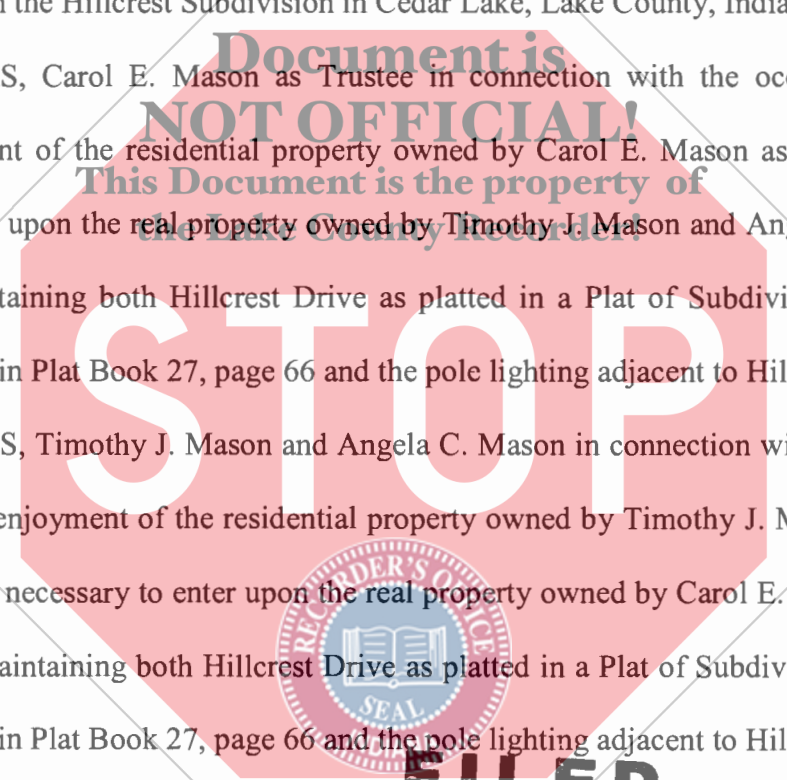 the Hillcrest Subdivision in Cedar Lake, Lake County, India
Document is
S, Carol E. Mason as Trustee in connection with the occ
NOT OFFICIAL!
nt of the residential property owned by Carol E. Mason as
This Document is the property of
upon the real property owned by Timothy J. Mason and Ang
the Lake County Recorder!
taining both Hillcrest Drive as platted in a Plat of Subdivi
STOP
in Plat Book 27, page 66 and the pole lighting adjacent to Hil
S, Timothy J. Mason and Angela C. Mason in connection wi
enjoyment of the residential property owned by Timothy J. M
necessary to enter upon the real property owned by Carol E.
RECORDER'S OFFICE
aintaining both Hillcrest Drive as platted in a Plat of Subdiv
SEAL
in Plat Book 27, page 66 and the pole lighting adjacent to Hil
FILED